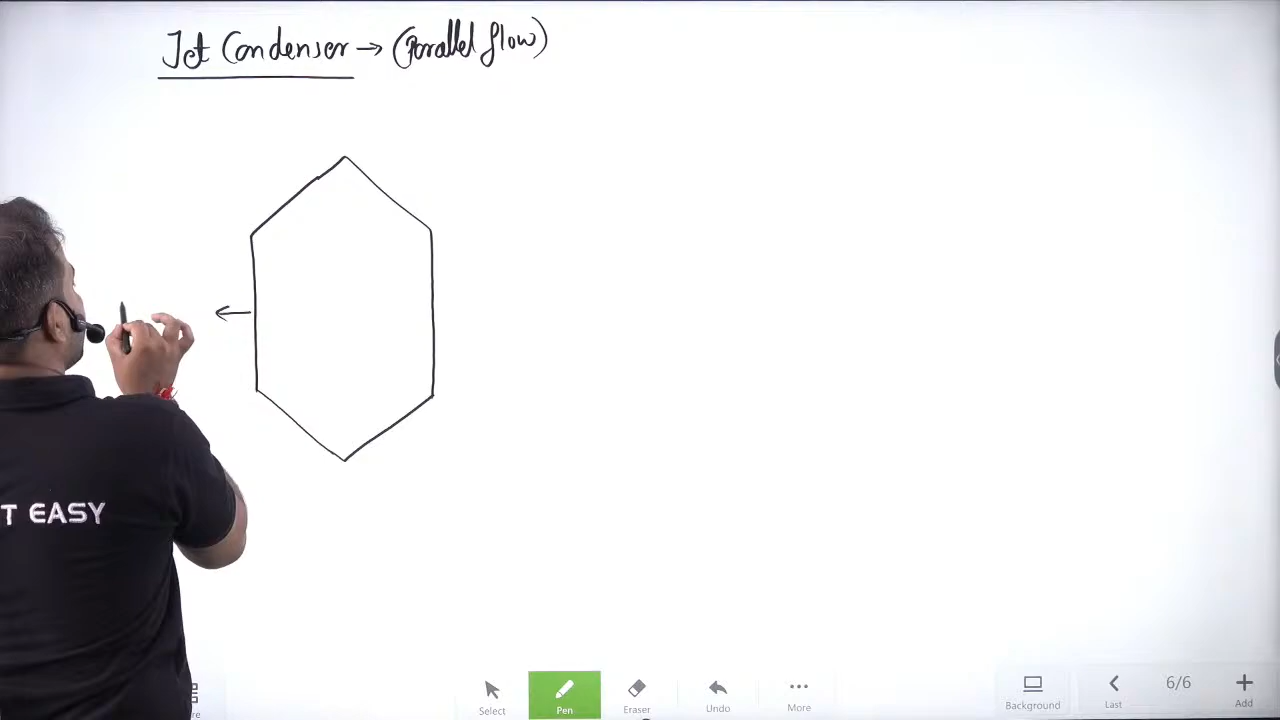 Jet Condenser → (Parallel flow)
T EASY
Select
Pen
Eraser
Undo
More
Background
Last
6/6
Add